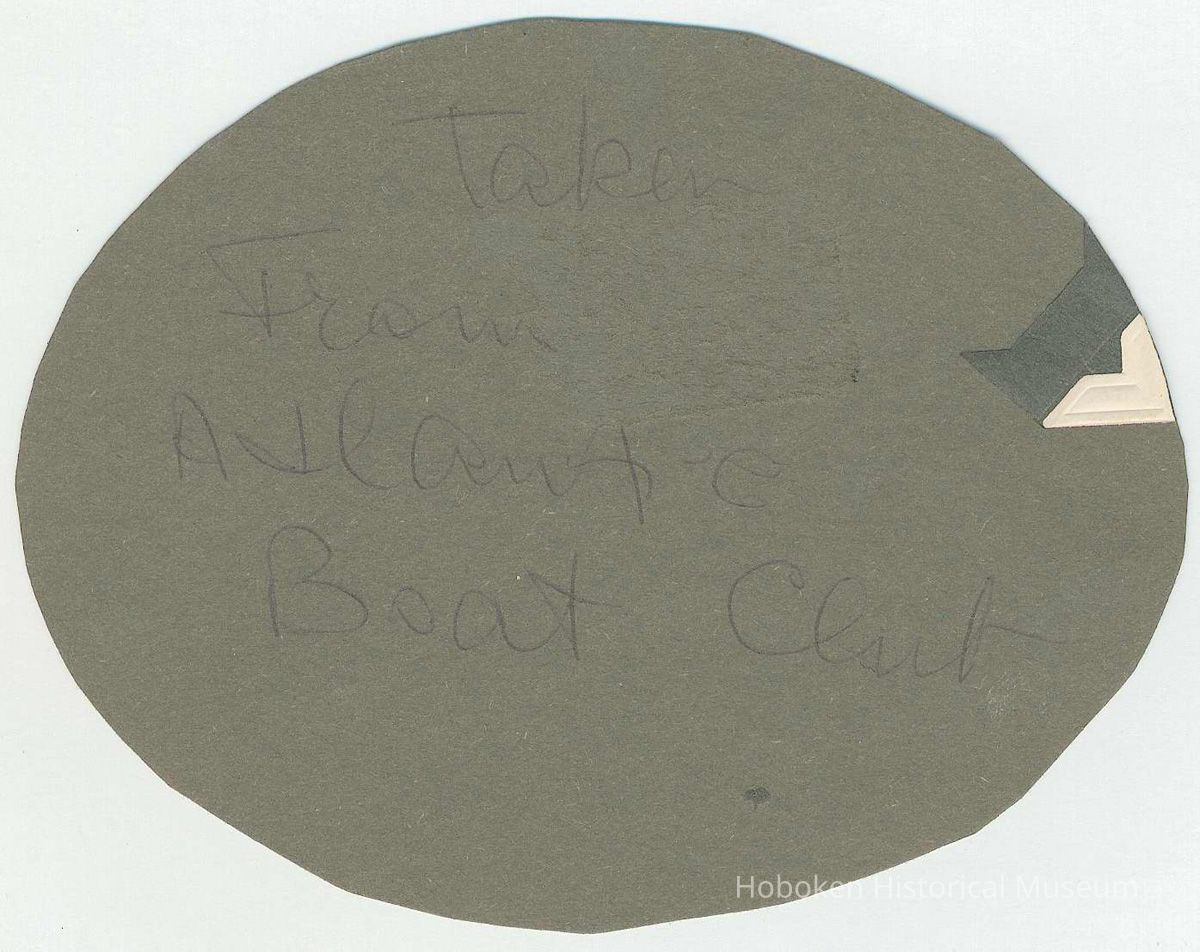 Taken
From
Atlantic
Boat Club
Hoboken Historical Museum